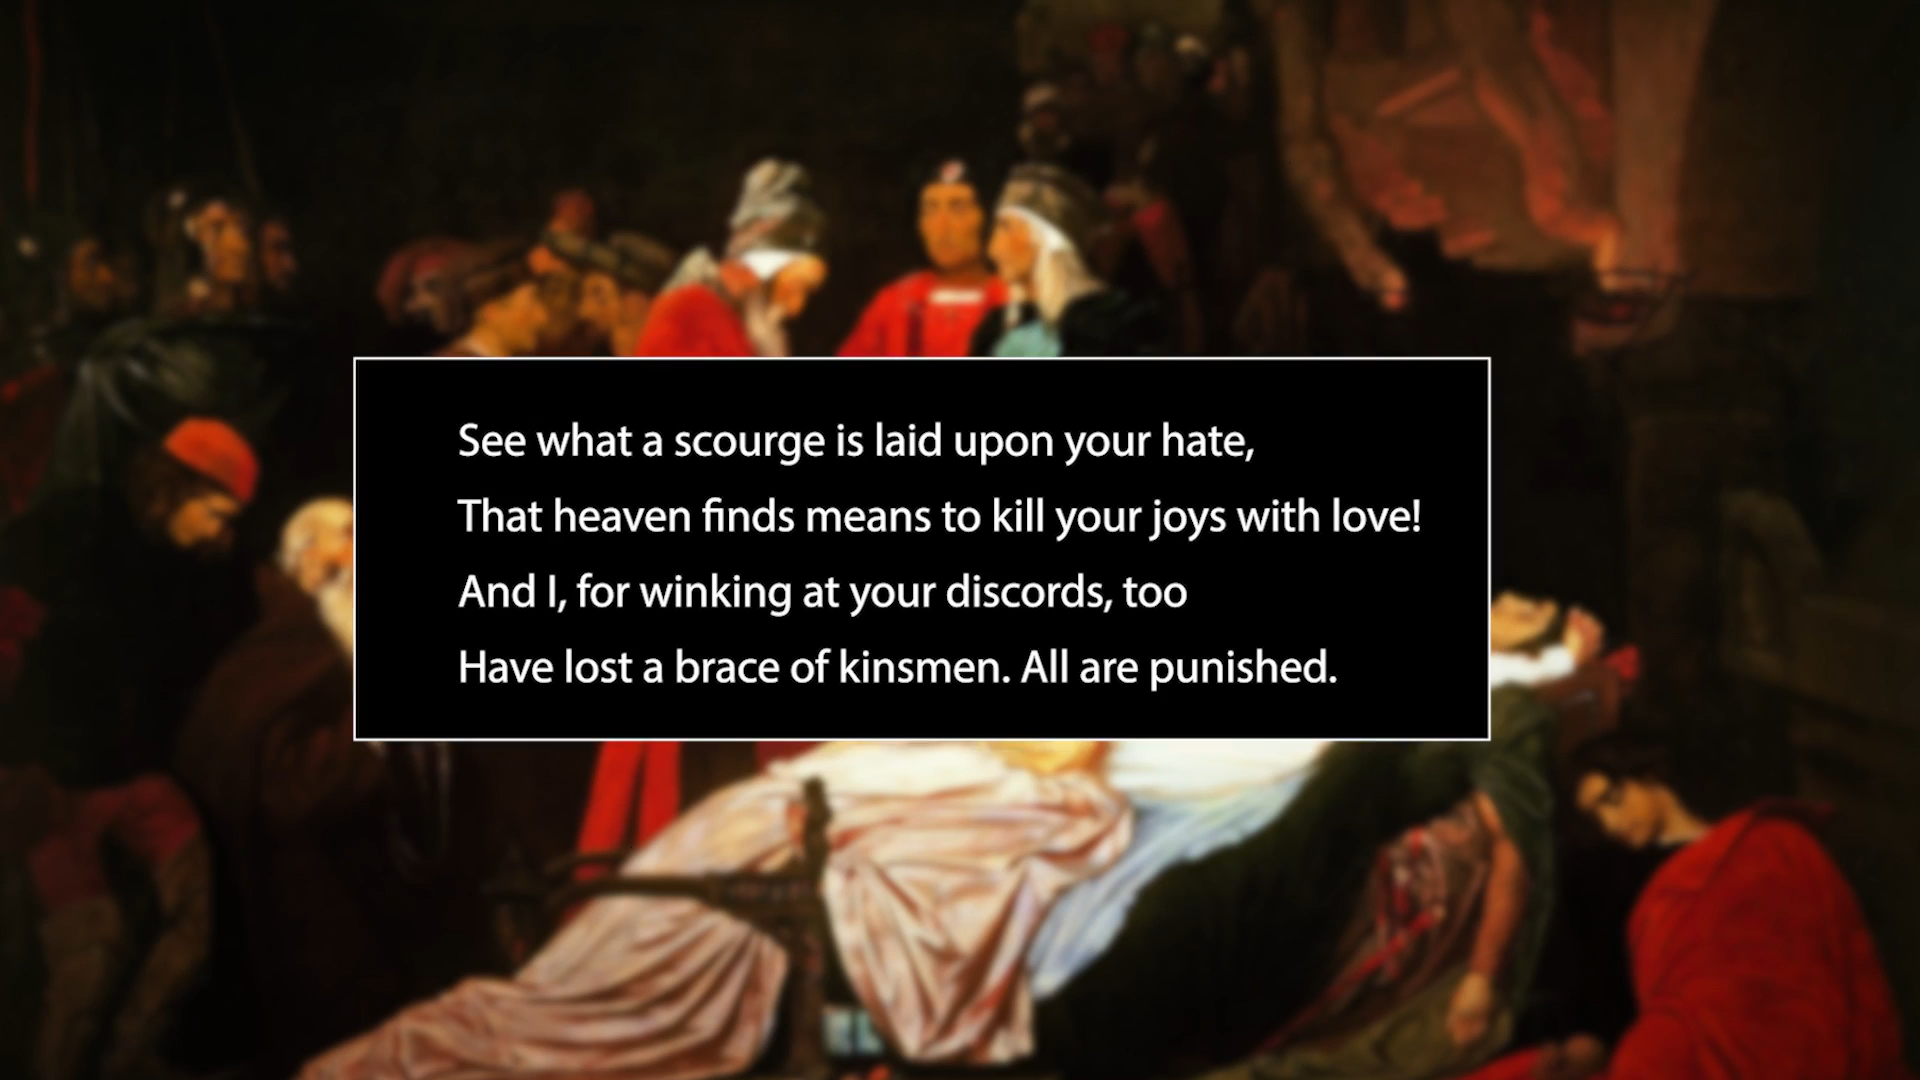 See what a scourge is laid upon your hate,
That heaven finds means to kill your joys with love!
And I, for winking at your discords, too
Have lost a brace of kinsmen. All are punished.